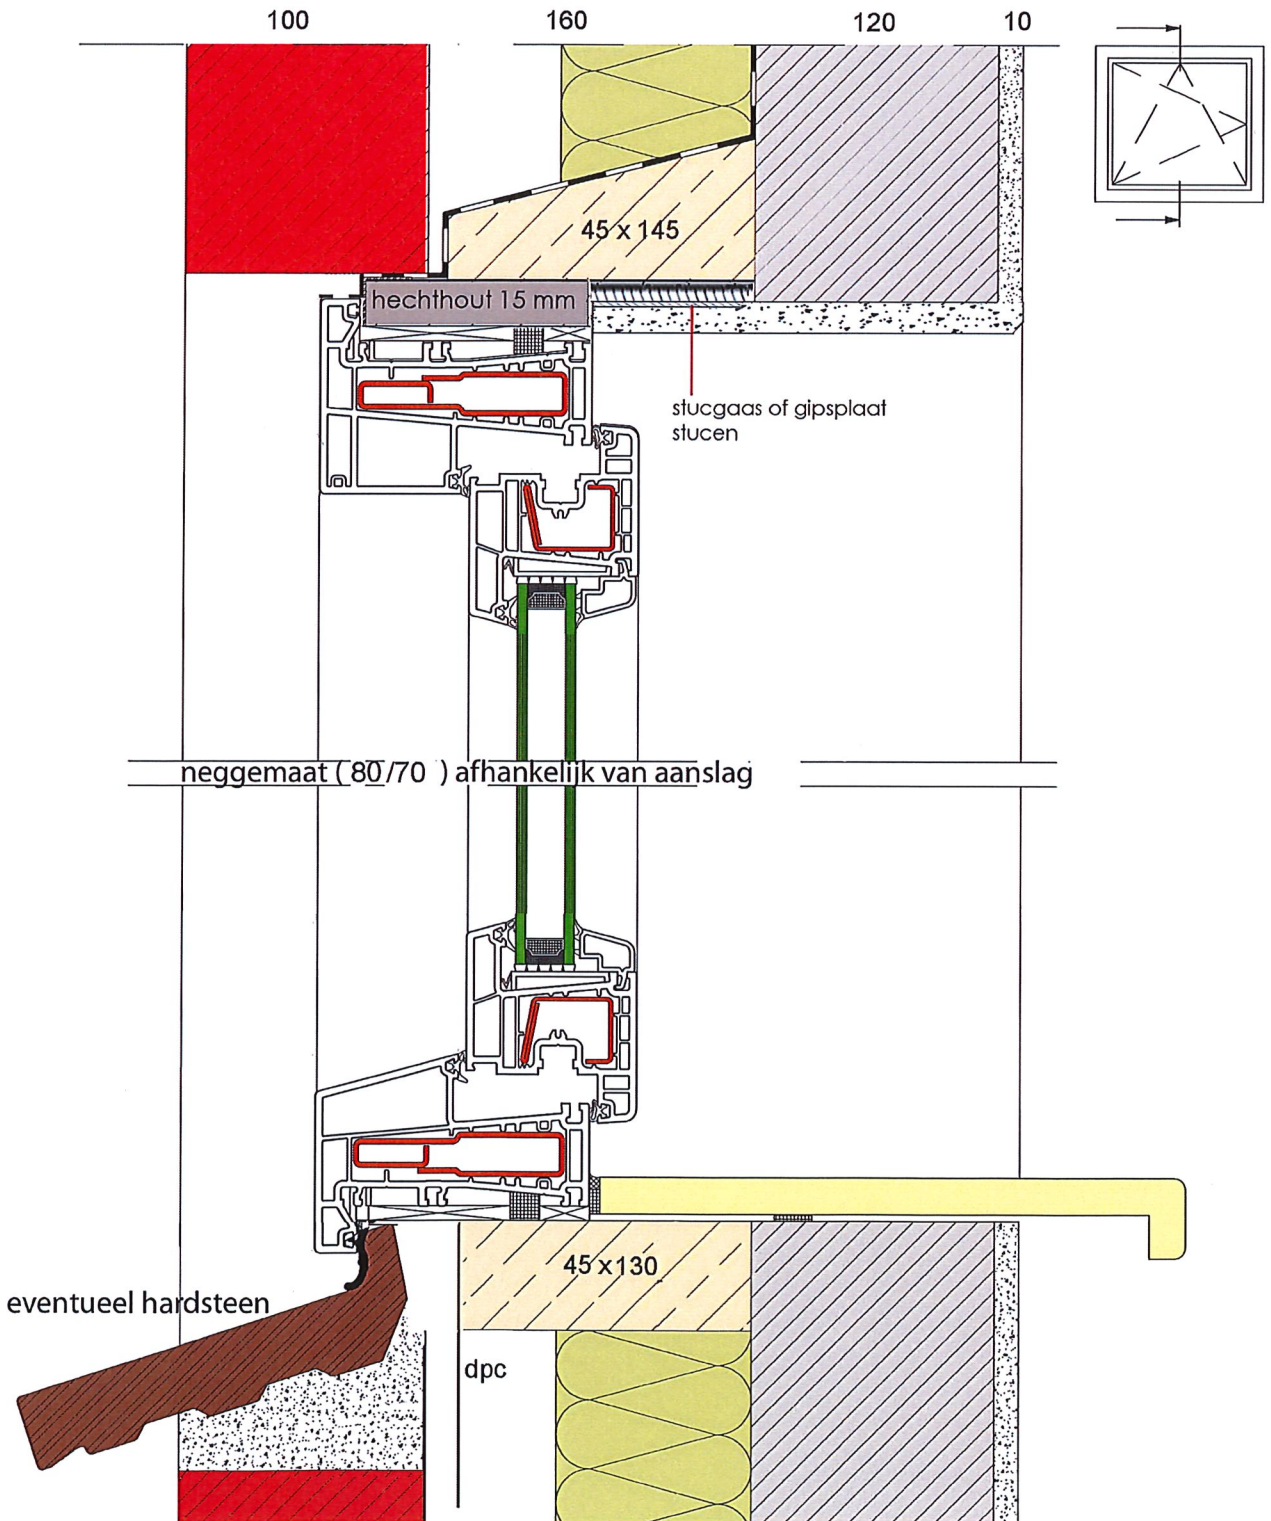 100 160 120 10
45 x 145
hechthout 15 mm
stucgaas of gipsplaat
stucen
neggemaat ( 80/70 ) afhankelijk van aanslag
45 x130
eventueel hardsteen
dpc